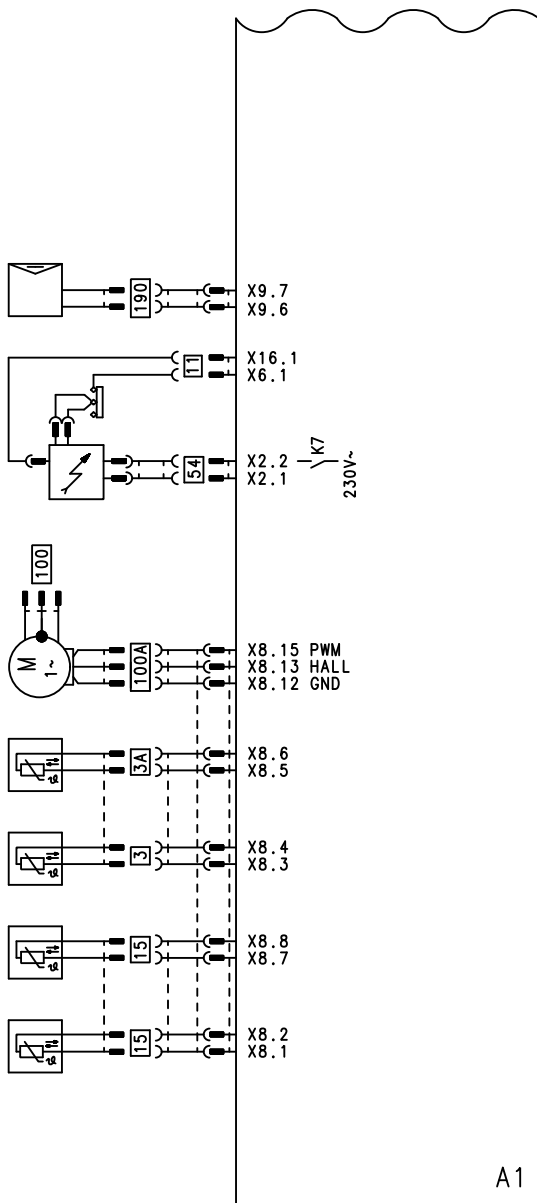 190
X9.7
X9.6
11
X16.1
X6.1
54
X2.2
X2.1
K7
230V~
100
M
1~
100A
X8.15 PWM
X8.13 HALL
X8.12 GND
3A
X8.6
X8.5
ϑ
3
X8.4
X8.3
ϑ
15
X8.8
X8.7
ϑ
15
X8.2
X8.1
ϑ
A1